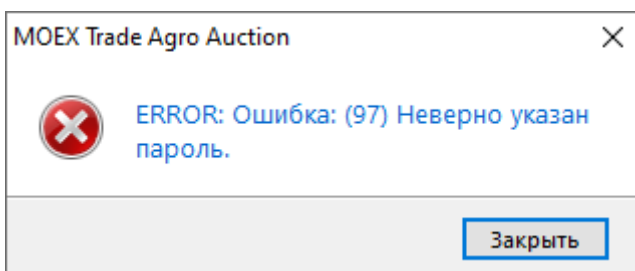 MOEX Trade Agro Auction
ERROR: Ошибка: (97) Неверно указан
пароль.
Закрыть